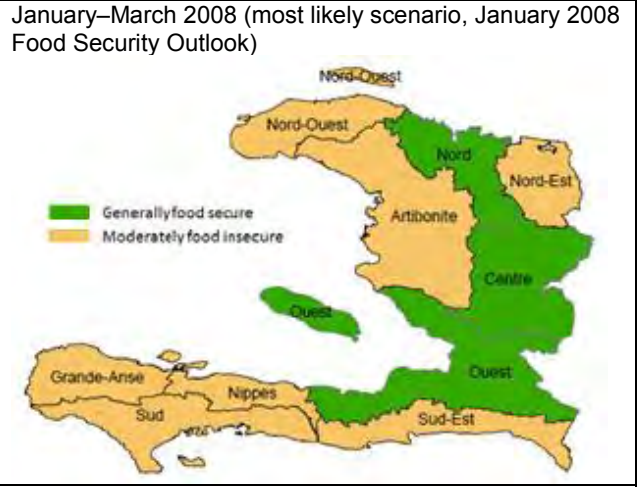 January–March 2008 (most likely scenario, January 2008
Food Security Outlook)
Nord-Ouest
Nord-Ouest
Nord
Nord-Est
Generally food secure
Moderately food insecure
Artibonite
Centre
Ouest
Ouest
Grande-Anse
Nippes
Sud
Sud-Est